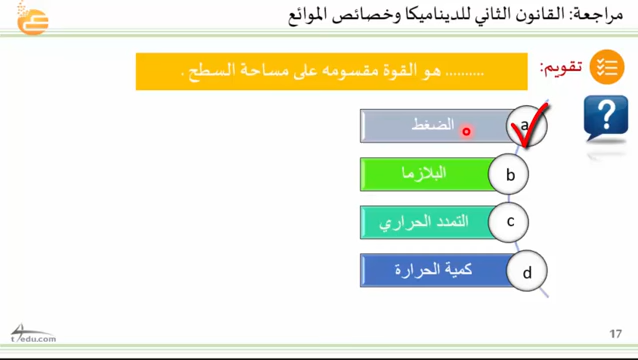 مراجعة: القانون الثاني للديناميكا وخصائص الموائع
تقويم:
.......... هو القوة مقسومه على مساحة السطح .
a الضغط
b البلازما
c التمدد الحراري
d كمية الحرارة
t4edu.com
17